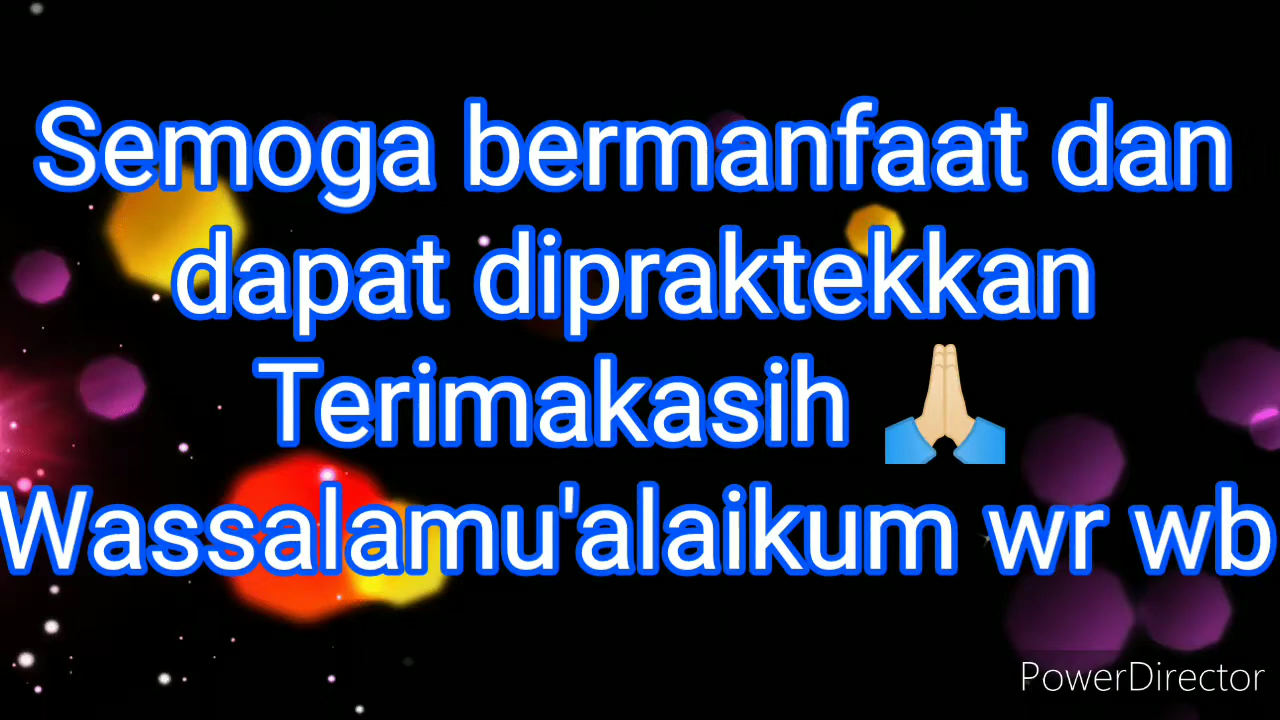 Semoga bermanfaat dan
dapat dipraktekkan
Terimakasih 🙏🏻
Wassalamu'alaikum wr wb
PowerDirector